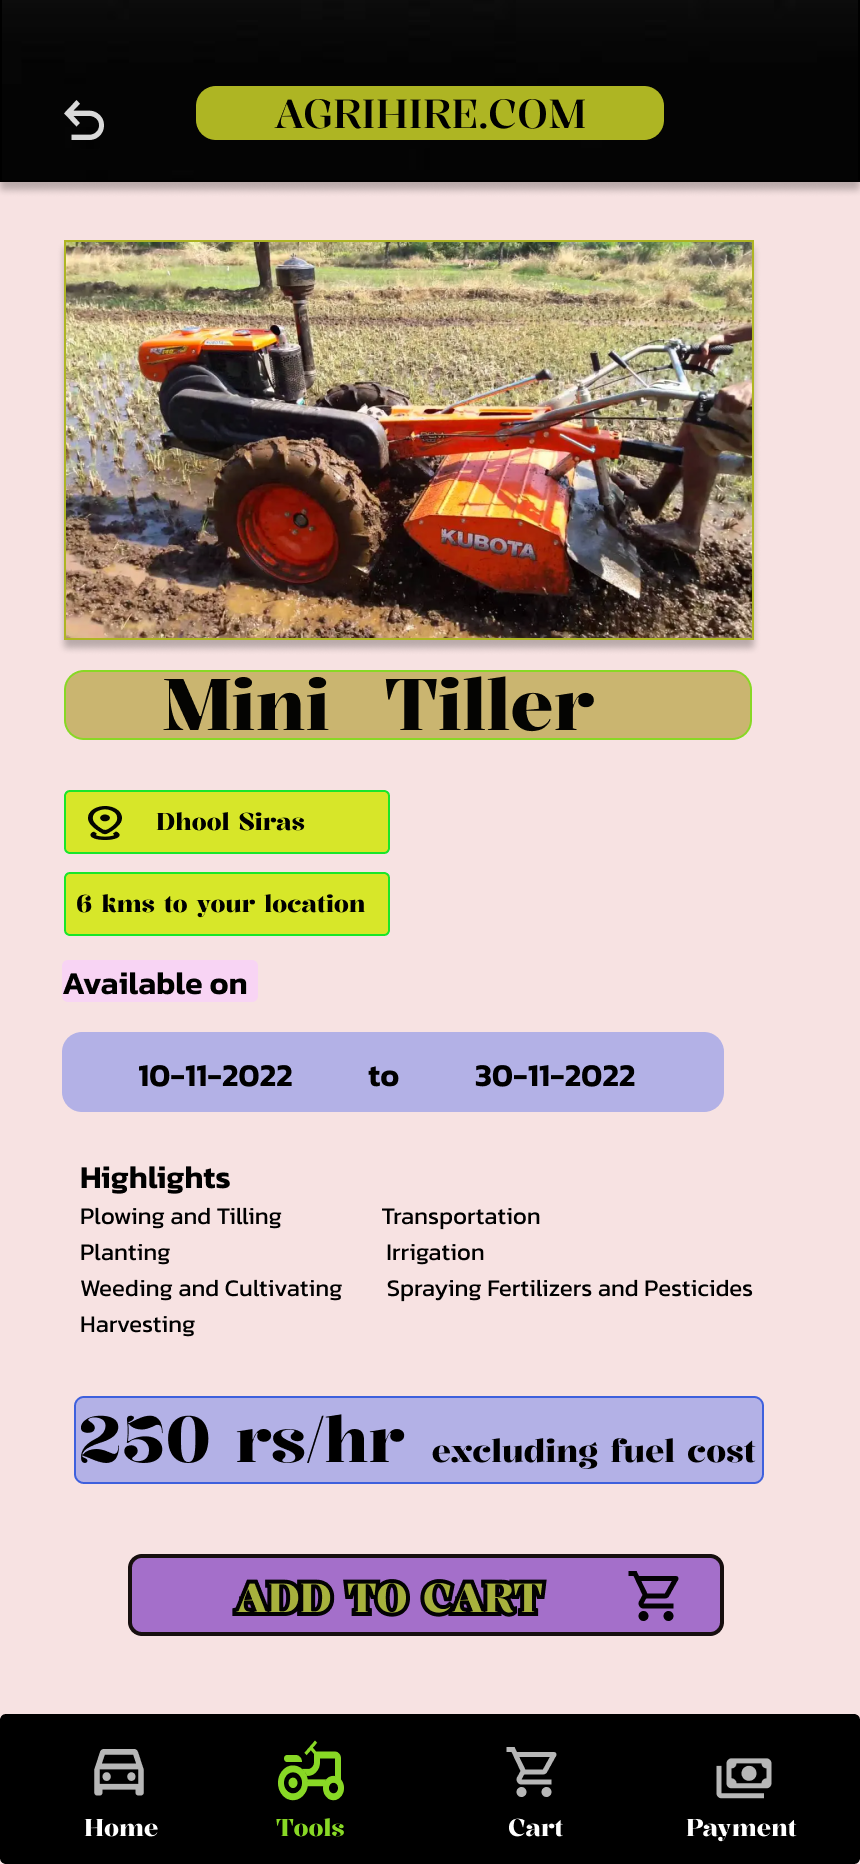 AGRIHIRE.COM
KUBOTA
Mini Tiller
Dhool Siras
6 kms to your location
Available on
10-11-2022 to 30-11-2022
Highlights
Plowing and Tilling Transportation
Planting Irrigation
Weeding and Cultivating Spraying Fertilizers and Pesticides
Harvesting
250 rs/hr excluding fuel cost
ADD TO CART
Home Tools Cart Payment